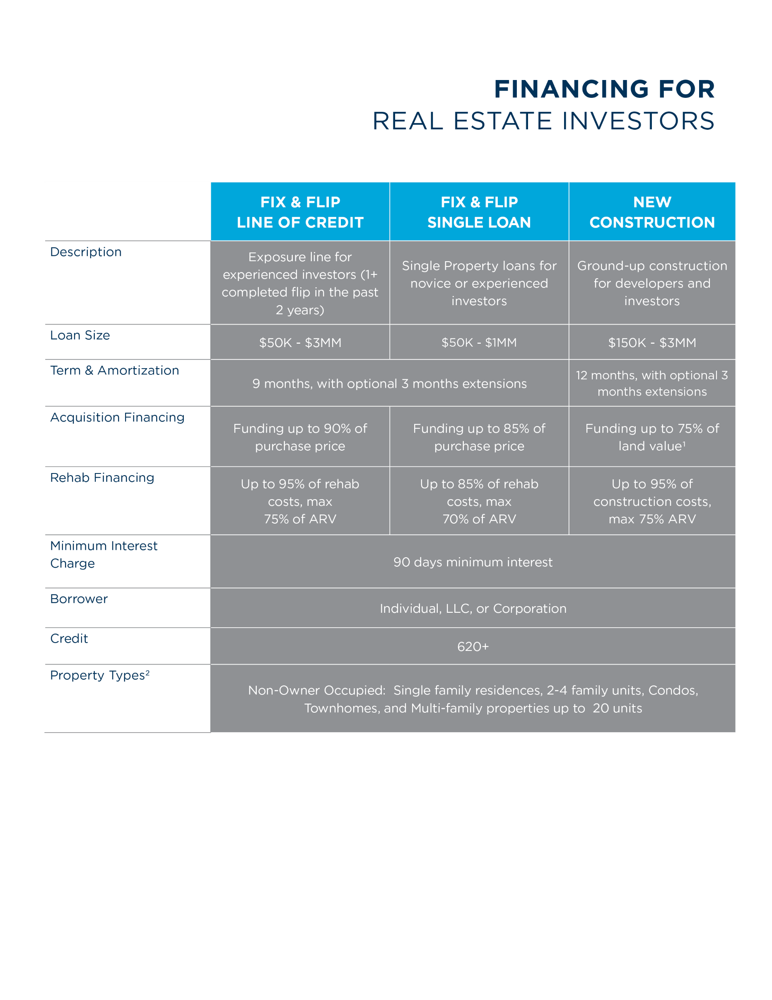 FINANCING FOR
REAL ESTATE INVESTORS
FIX & FLIP
LINE OF CREDIT
FIX & FLIP
SINGLE LOAN
NEW
CONSTRUCTION
Description
Exposure line for
experienced investors (1+
completed flip in the past
2 years)
Single Property loans for
novice or experienced
investors
Ground-up construction
for developers and
investors
Loan Size
$50K - $3MM
$50K - $1MM
$150K - $3MM
Term & Amortization
9 months, with optional 3 months extensions
12 months, with optional 3
months extensions
Acquisition Financing
Funding up to 90% of
purchase price
Funding up to 85% of
purchase price
Funding up to 75% of
land value¹
Rehab Financing
Up to 95% of rehab
costs, max
75% of ARV
Up to 85% of rehab
costs, max
70% of ARV
Up to 95% of
construction costs,
max 75% ARV
Minimum Interest
Charge
90 days minimum interest
Borrower
Individual, LLC, or Corporation
Credit
620+
Property Types²
Non-Owner Occupied:  Single family residences, 2-4 family units, Condos,
Townhomes, and Multi-family properties up to  20 units